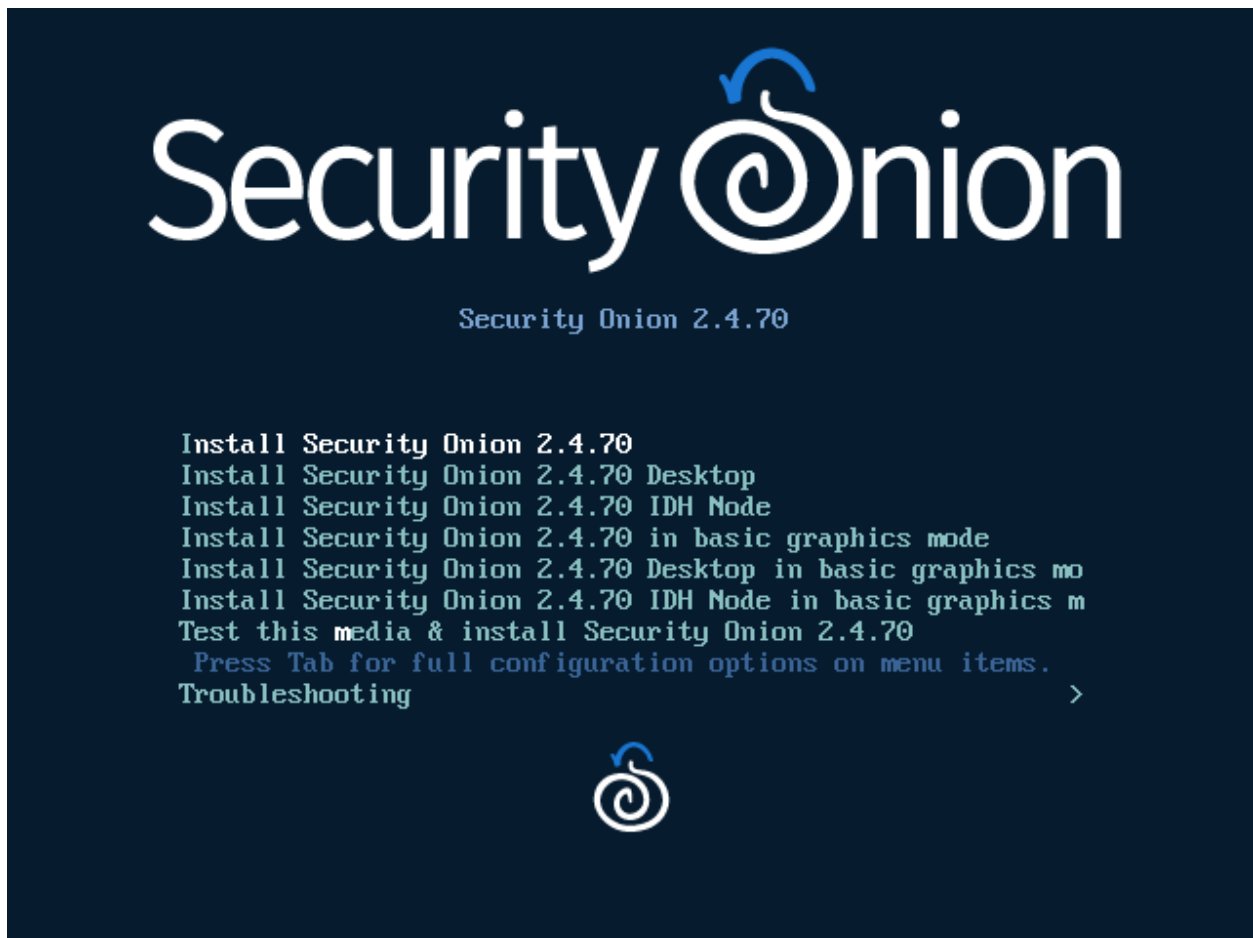 Security Onion
Security Onion 2.4.70
Install Security Onion 2.4.70
Install Security Onion 2.4.70 Desktop
Install Security Onion 2.4.70 IDH Node
Install Security Onion 2.4.70 in basic graphics mode
Install Security Onion 2.4.70 Desktop in basic graphics mo
Install Security Onion 2.4.70 IDH Node in basic graphics m
Test this media & install Security Onion 2.4.70
Press Tab for full configuration options on menu items.
Troubleshooting >